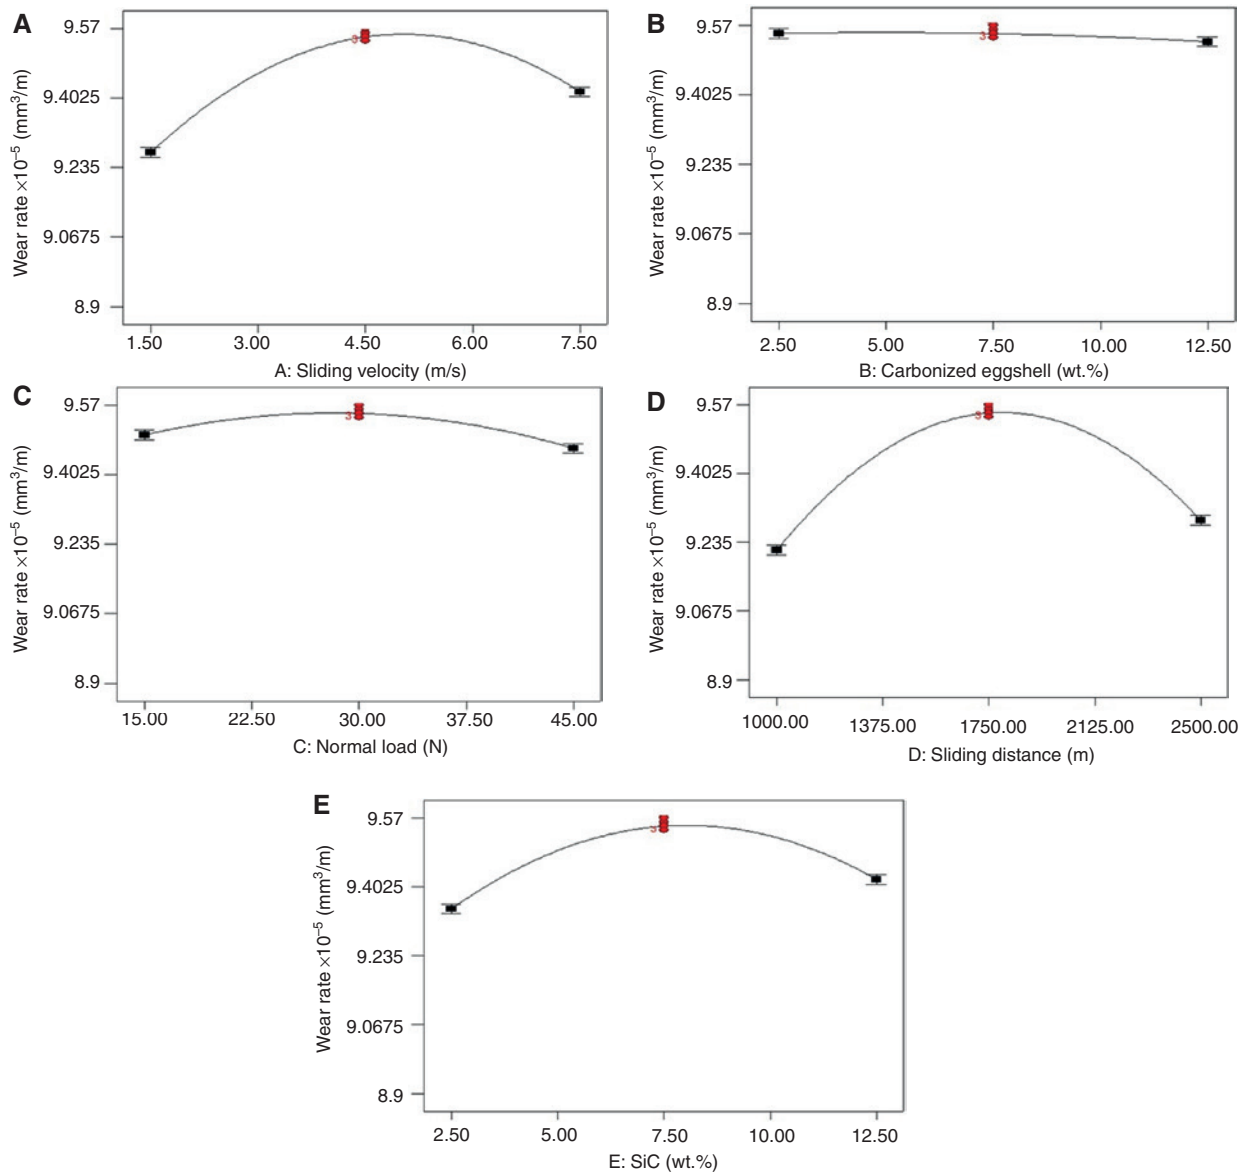 A
Wear rate ×10⁻⁵ (mm³/m)
9.57
9.4025
9.235
9.0675
8.9
3
1.50 3.00 4.50 6.00 7.50
A: Sliding velocity (m/s)
B
Wear rate ×10⁻⁵ (mm³/m)
9.57
9.4025
9.235
9.0675
8.9
3
2.50 5.00 7.50 10.00 12.50
B: Carbonized eggshell (wt.%)
C
Wear rate ×10⁻⁵ (mm³/m)
9.57
9.4025
9.235
9.0675
8.9
3
15.00 22.50 30.00 37.50 45.00
C: Normal load (N)
D
Wear rate ×10⁻⁵ (mm³/m)
9.57
9.4025
9.235
9.0675
8.9
3
1000.00 1375.00 1750.00 2125.00 2500.00
D: Sliding distance (m)
E
Wear rate ×10⁻⁵ (mm³/m)
9.57
9.4025
9.235
9.0675
8.9
3
2.50 5.00 7.50 10.00 12.50
E: SiC (wt.%)